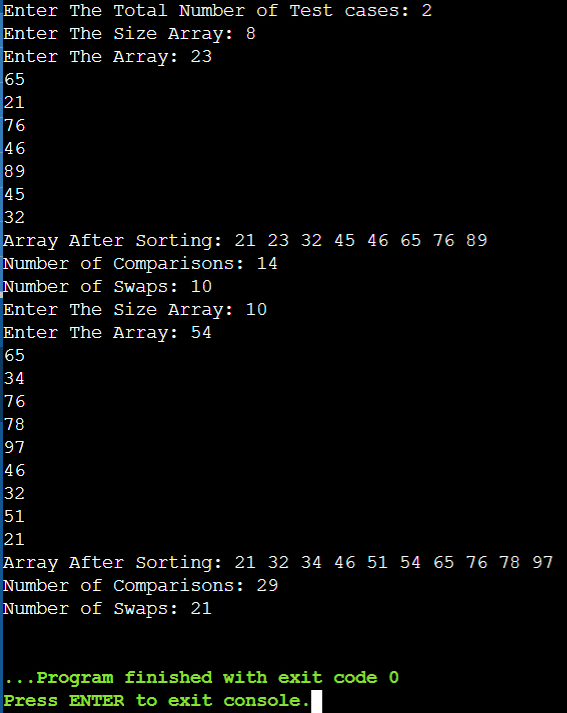 Enter The Total Number of Test cases: 2
Enter The Size Array: 8
Enter The Array: 23
65
21
76
46
89
45
32
Array After Sorting: 21 23 32 45 46 65 76 89
Number of Comparisons: 14
Number of Swaps: 10
Enter The Size Array: 10
Enter The Array: 54
65
34
76
78
97
46
32
51
21
Array After Sorting: 21 32 34 46 51 54 65 76 78 97
Number of Comparisons: 29
Number of Swaps: 21
...Program finished with exit code 0
Press ENTER to exit console.